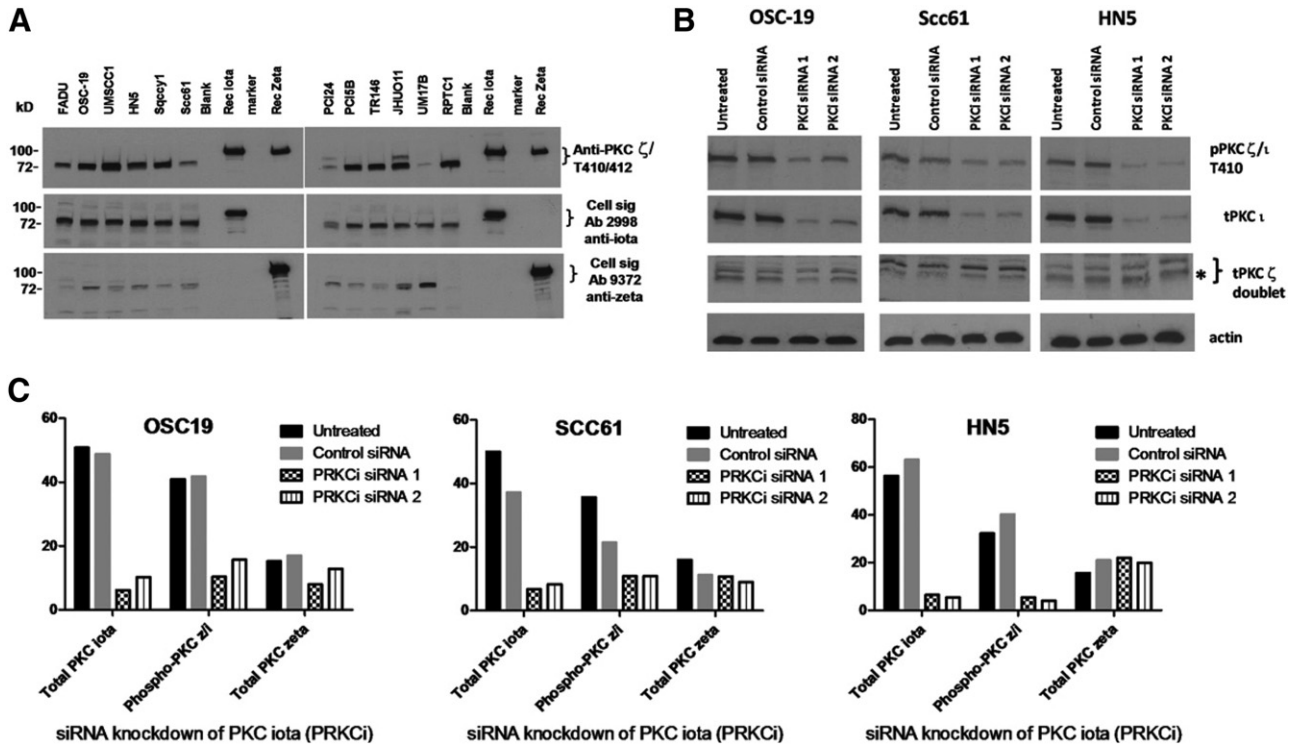 A
kD
FADU
OSC-19
UMSCC1
HN5
Sqccy1
Scc61
Blank
Rec Iota
marker
Rec Zeta
PCI24
PCI5B
TR146
JHUO11
UM17B
RPTC1
Blank
Rec Iota
marker
Rec Zeta
100-
72-
Anti-PKC ζ/
T410/412
100-
72-
Cell sig
Ab 2998
anti-iota
100-
72-
Cell sig
Ab 9372
anti-zeta
B
OSC-19
Scc61
HN5
Untreated
Control siRNA
PKCi siRNA 1
PKCi siRNA 2
Untreated
Control siRNA
PKCi siRNA 1
PKCi siRNA 2
Untreated
Control siRNA
PKCi siRNA 1
PKCi siRNA 2
pPKC ζ/ι
T410
tPKC ι
* tPKC ζ
doublet
actin
C
OSC19
60
40
20
0
Untreated
Control siRNA
PRKCi siRNA 1
PRKCi siRNA 2
Total PKC iota
Phospho-PKC z/i
Total PKC zeta
siRNA knockdown of PKC iota (PRKCi)
SCC61
60
40
20
0
Untreated
Control siRNA
PRKCi siRNA 1
PRKCi siRNA 2
Total PKC iota
Phospho-PKC z/i
Total PKC zeta
siRNA knockdown of PKC iota (PRKCi)
HN5
80
60
40
20
0
Untreated
Control siRNA
PRKCi siRNA 1
PRKCi siRNA 2
Total PKC iota
Phospho-PKC z/i
Total PKC zeta
siRNA knockdown of PKC iota (PRKCi)